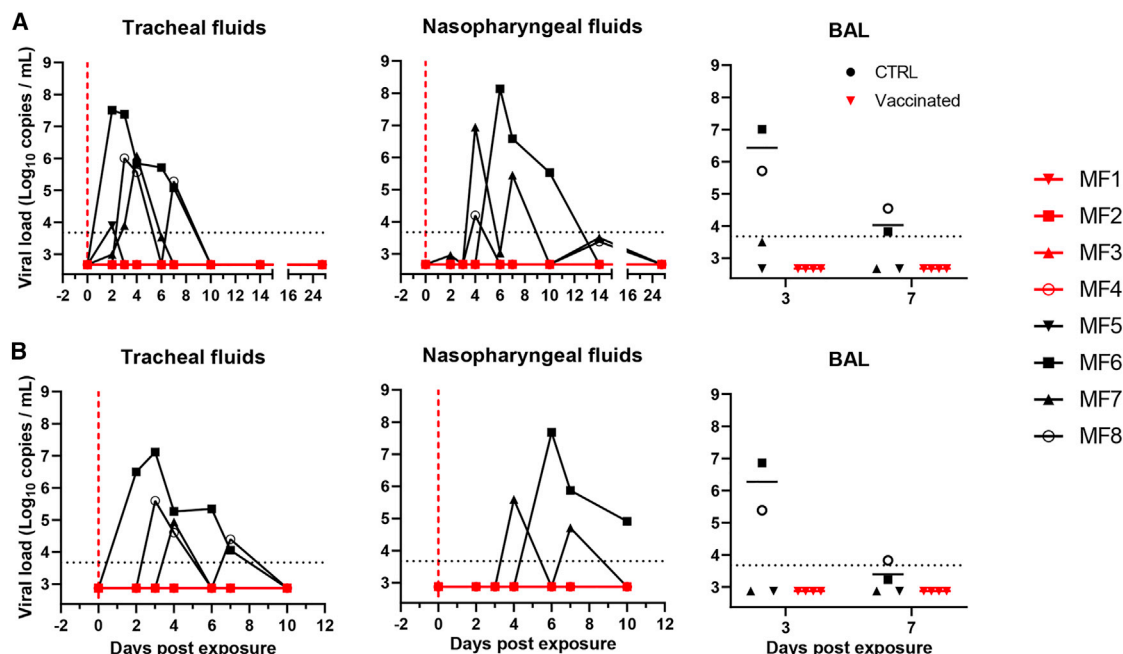 A
Tracheal fluids
Nasopharyngeal fluids
BAL
Viral load (Log10 copies / mL)
9
8
7
6
5
4
3
-2 0 2 4 6 8 10 12 14 16 24
9
8
7
6
5
4
3
-2 0 2 4 6 8 10 12 14 16 24
9
8
7
6
5
4
3
3 7
CTRL
Vaccinated
MF1
MF2
MF3
MF4
MF5
MF6
MF7
MF8
B
Tracheal fluids
Nasopharyngeal fluids
BAL
Viral load (Log10 copies / mL)
9
8
7
6
5
4
3
-2 0 2 4 6 8 10 12
Days post exposure
9
8
7
6
5
4
3
-2 0 2 4 6 8 10 12
Days post exposure
9
8
7
6
5
4
3
3 7
Days post exposure